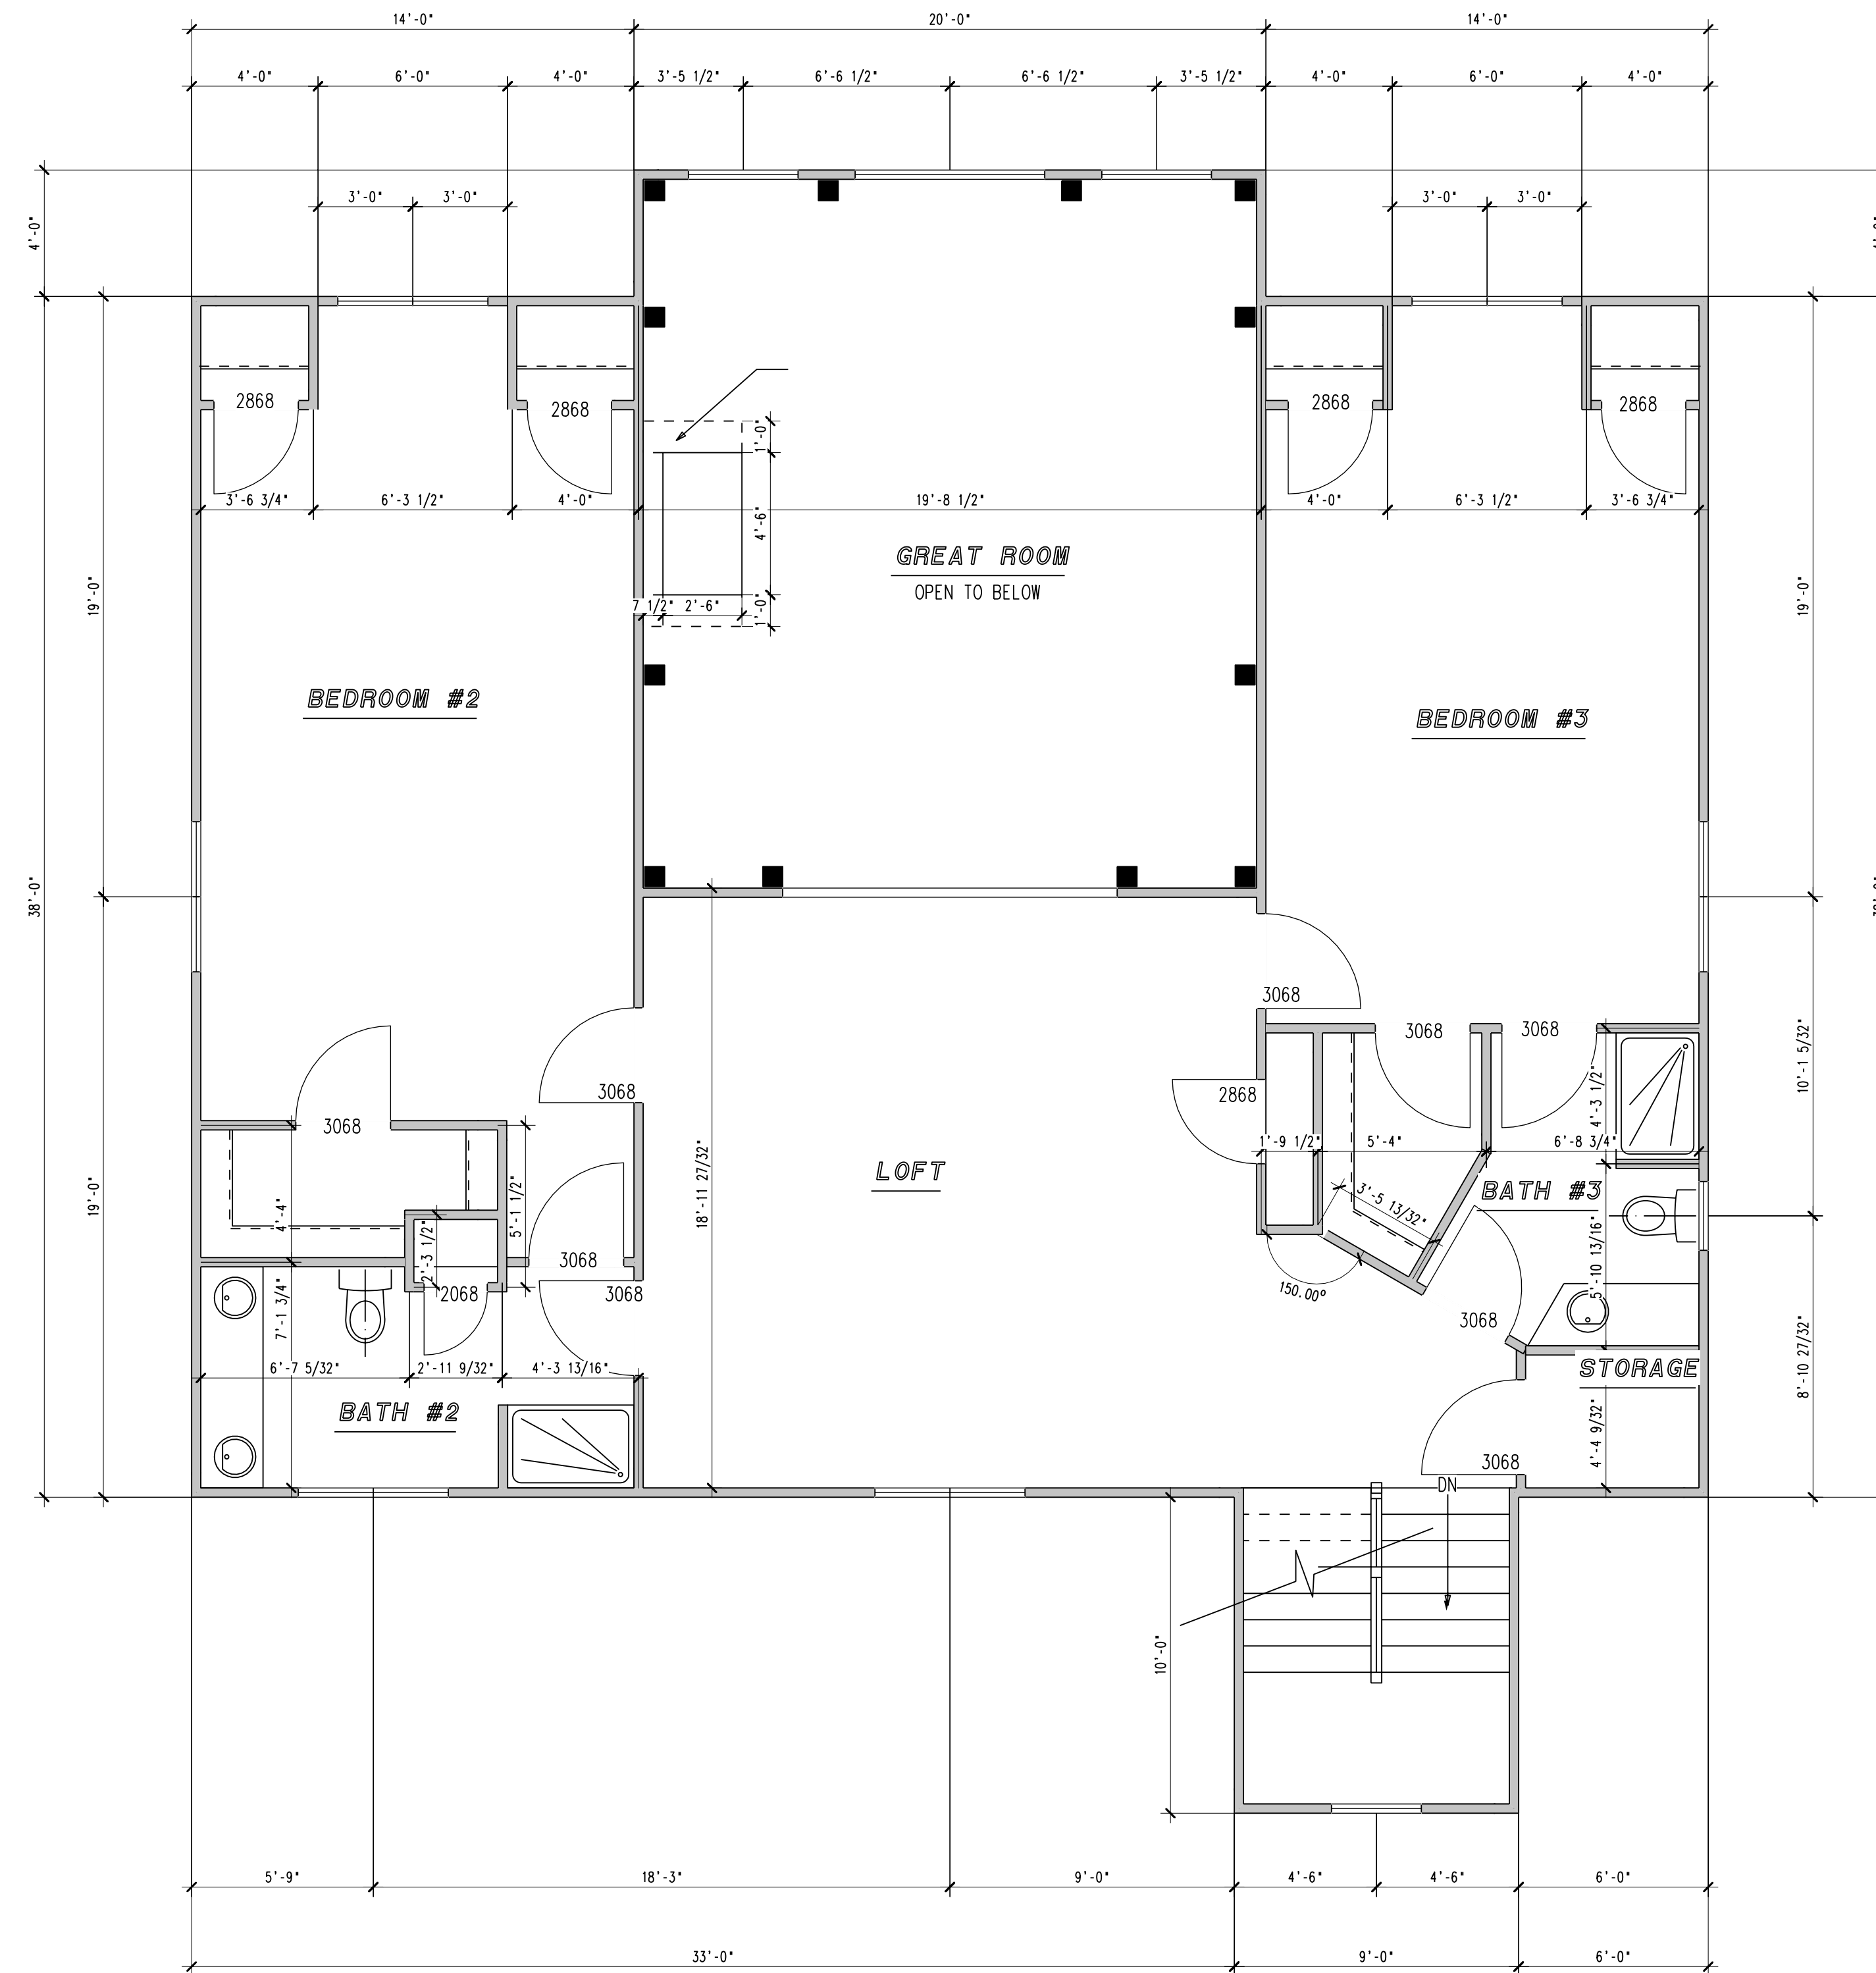 14'-0" 20'-0" 14'-0"
4'-0" 6'-0" 4'-0" 3'-5 1/2" 6'-6 1/2" 6'-6 1/2" 3'-5 1/2" 4'-0" 6'-0" 4'-0"
3'-0" 3'-0" 3'-0" 3'-0"
4'-0"
2868 2868 2868 2868
1'-0"
3'-6 3/4" 6'-3 1/2" 4'-0" 19'-8 1/2" 4'-0" 6'-3 1/2" 3'-6 3/4"
4'-6"
GREAT ROOM
OPEN TO BELOW
19'-0" 19'-0"
7 1/2" 2'-6" 1'-0"
BEDROOM #2
BEDROOM #3
38'-0"
3068
3068 3068
10'-1 5/32"
3068 2868
4'-3 1/2"
3068
1'-9 1/2" 5'-4" 6'-8 3/4"
LOFT
18'-11 27/32"
BATH #3
19'-0"
3'-5 13/32"
4'-4" 5'-1 1/2"
2'-3 1/2"
5'-10 13/16"
3068
2068 3068
150.00°
7'-1 3/4"
3068
8'-10 27/32"
6'-7 5/32" 2'-11 9/32" 4'-3 13/16"
STORAGE
BATH #2
4'-4 9/32"
3068
DN
10'-0"
5'-9" 18'-3" 9'-0" 4'-6" 4'-6" 6'-0"
33'-0" 9'-0" 6'-0"